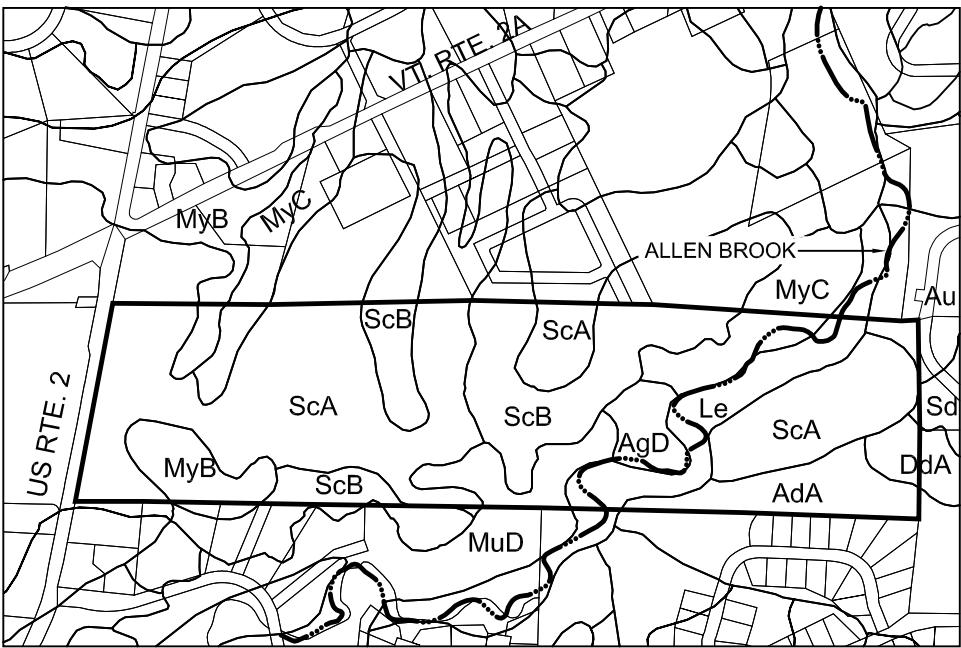 VT. RTE. 2A
MyB
MyC
ALLEN BROOK
MyC
Au
ScB
ScA
US RTE. 2
ScA
ScB
Le
Sd
AgD
ScA
MyB
DdA
ScB
AdA
MuD